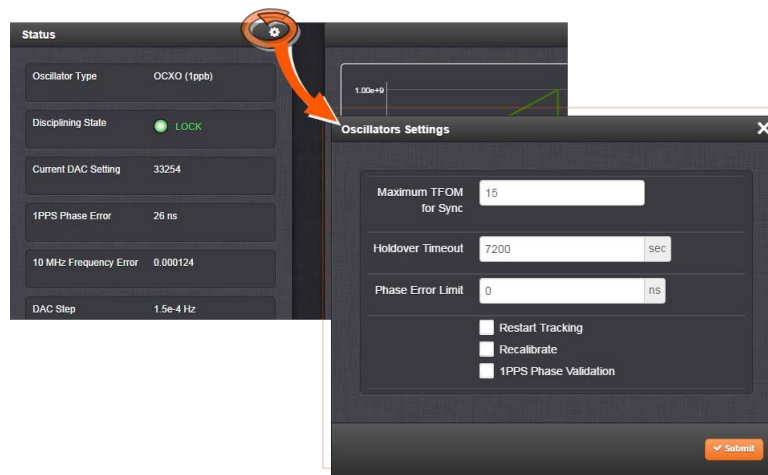 Status
Oscillator Type OCXO (1ppb)
Disciplining State LOCK
Current DAC Setting 33254
1PPS Phase Error 26 ns
10 MHz Frequency Error 0.000124
DAC Step 1.5e-4 Hz
1.00e+9
Oscillators Settings
Maximum TFOM
for Sync
15
Holdover Timeout 7200 sec
Phase Error Limit 0 ns
Restart Tracking
Recalibrate
1PPS Phase Validation
Submit